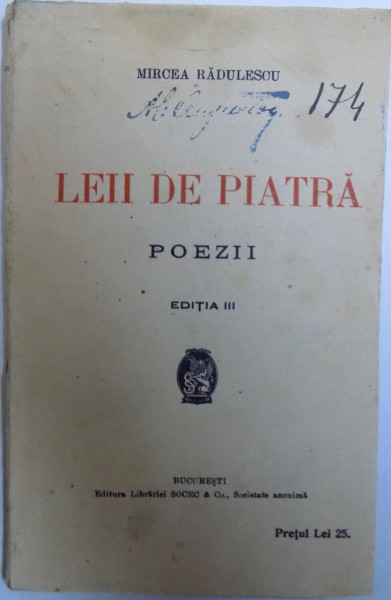 MIRCEA RĂDULESCU
174
LEII DE PIATRĂ
POEZII
EDIȚIA III
BUCUREȘTI
Editura Librăriei SOCEC & Co., Societate anonimă
Prețul Lei 25.